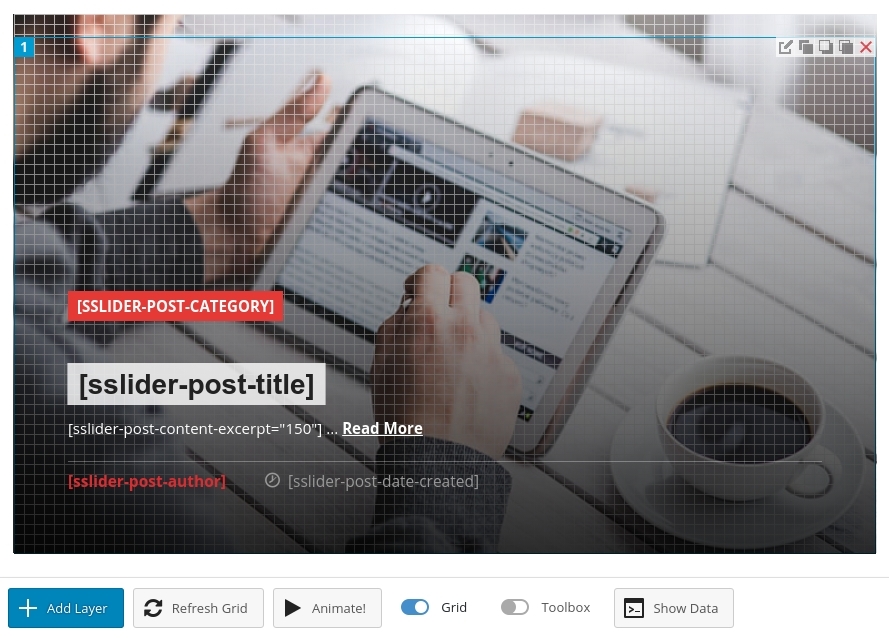 1
[SSLIDER-POST-CATEGORY]
[sslider-post-title]
[sslider-post-content-excerpt="150"] ... Read More
[sslider-post-author] [sslider-post-date-created]
Add Layer Refresh Grid Animate! Grid Toolbox Show Data